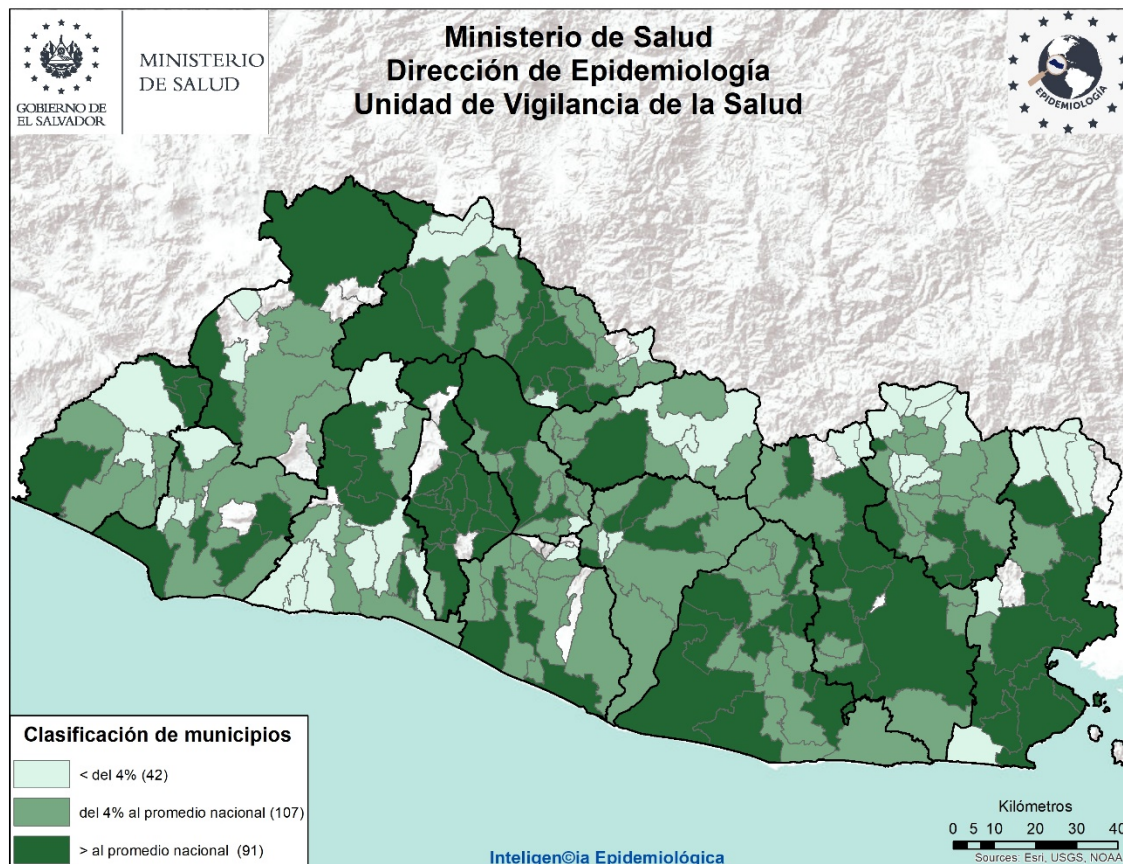 Ministerio de Salud
Dirección de Epidemiología
Unidad de Vigilancia de la Salud
GOBIERNO DE
EL SALVADOR
MINISTERIO
DE SALUD
EPIDEMIOLOGÍA
Clasificación de municipios
< del 4% (42)
del 4% al promedio nacional (107)
> al promedio nacional (91)
Inteligen©ia Epidemiológica
Kilómetros
0 5 10 20 30 40
Sources: Esri, USGS, NOAA